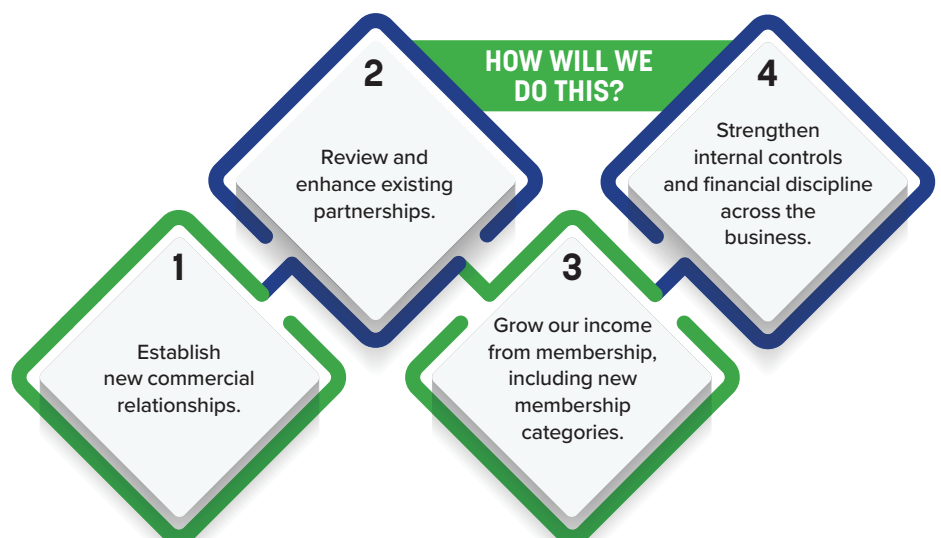 HOW WILL WE
DO THIS?
1
Establish
new commercial
relationships.
2
Review and
enhance existing
partnerships.
3
Grow our income
from membership,
including new
membership
categories.
4
Strengthen
internal controls
and financial discipline
across the
business.